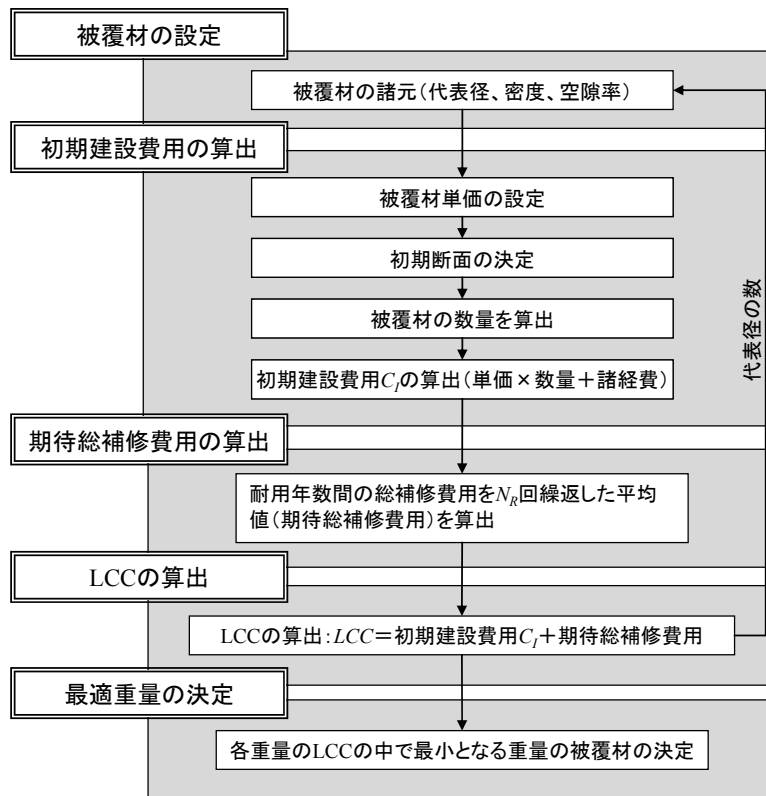 被覆材の設定
被覆材の諸元(代表径、密度、空隙率)
初期建設費用の算出
被覆材単価の設定
初期断面の決定
被覆材の数量を算出
初期建設費用C_Iの算出(単価×数量+諸経費)
代表径の数
期待総補修費用の算出
耐用年数間の総補修費用をN_R回繰返した平均
値(期待総補修費用)を算出
LCCの算出
LCCの算出:LCC=初期建設費用C_I+期待総補修費用
最適重量の決定
各重量のLCCの中で最小となる重量の被覆材の決定